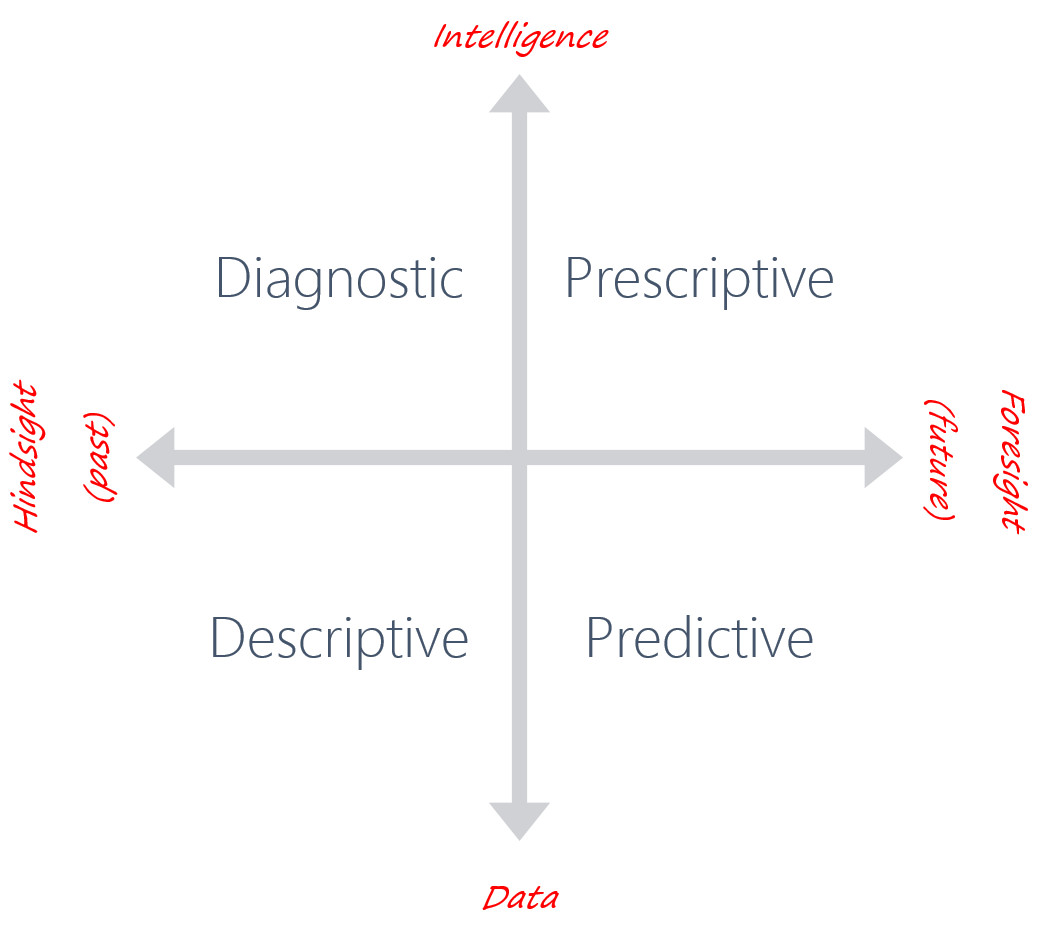 Intelligence
Diagnostic
Prescriptive
Hindsight
(past)
(future)
Foresight
Descriptive
Predictive
Data